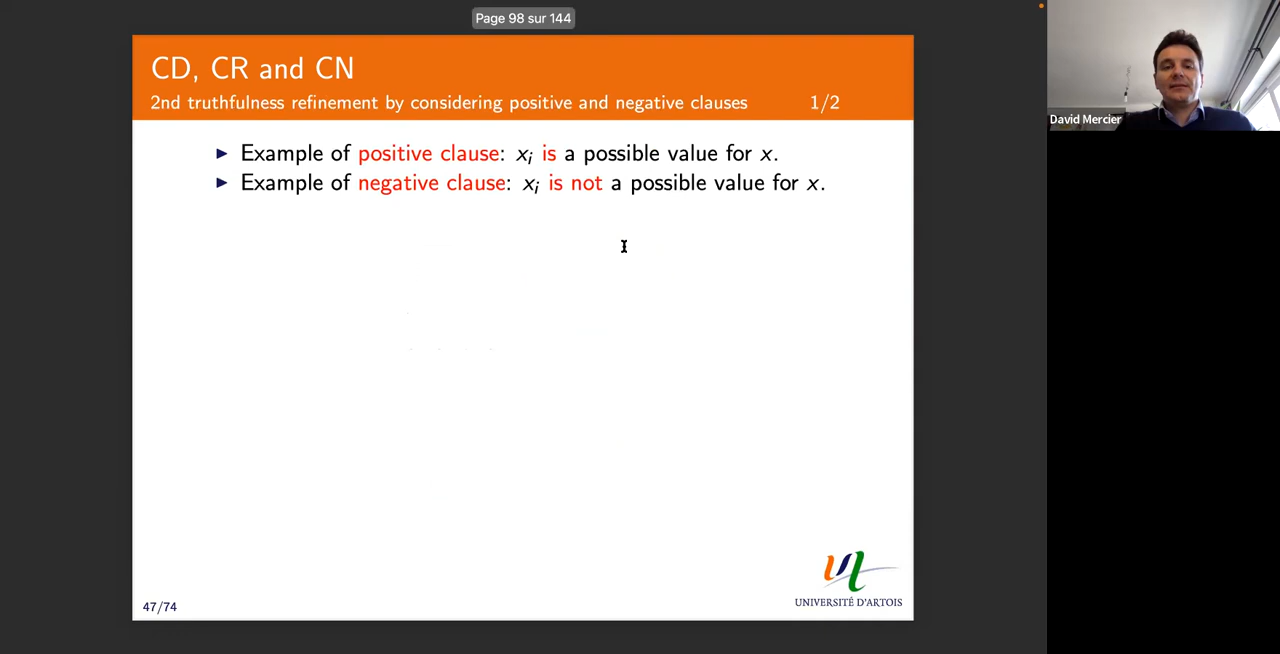 Page 98 sur 144
CD, CR and CN
2nd truthfulness refinement by considering positive and negative clauses 1/2
▶ Example of positive clause: xᵢ is a possible value for x.
▶ Example of negative clause: xᵢ is not a possible value for x.
David Mercier
UNIVERSITÉ D'ARTOIS
47/74